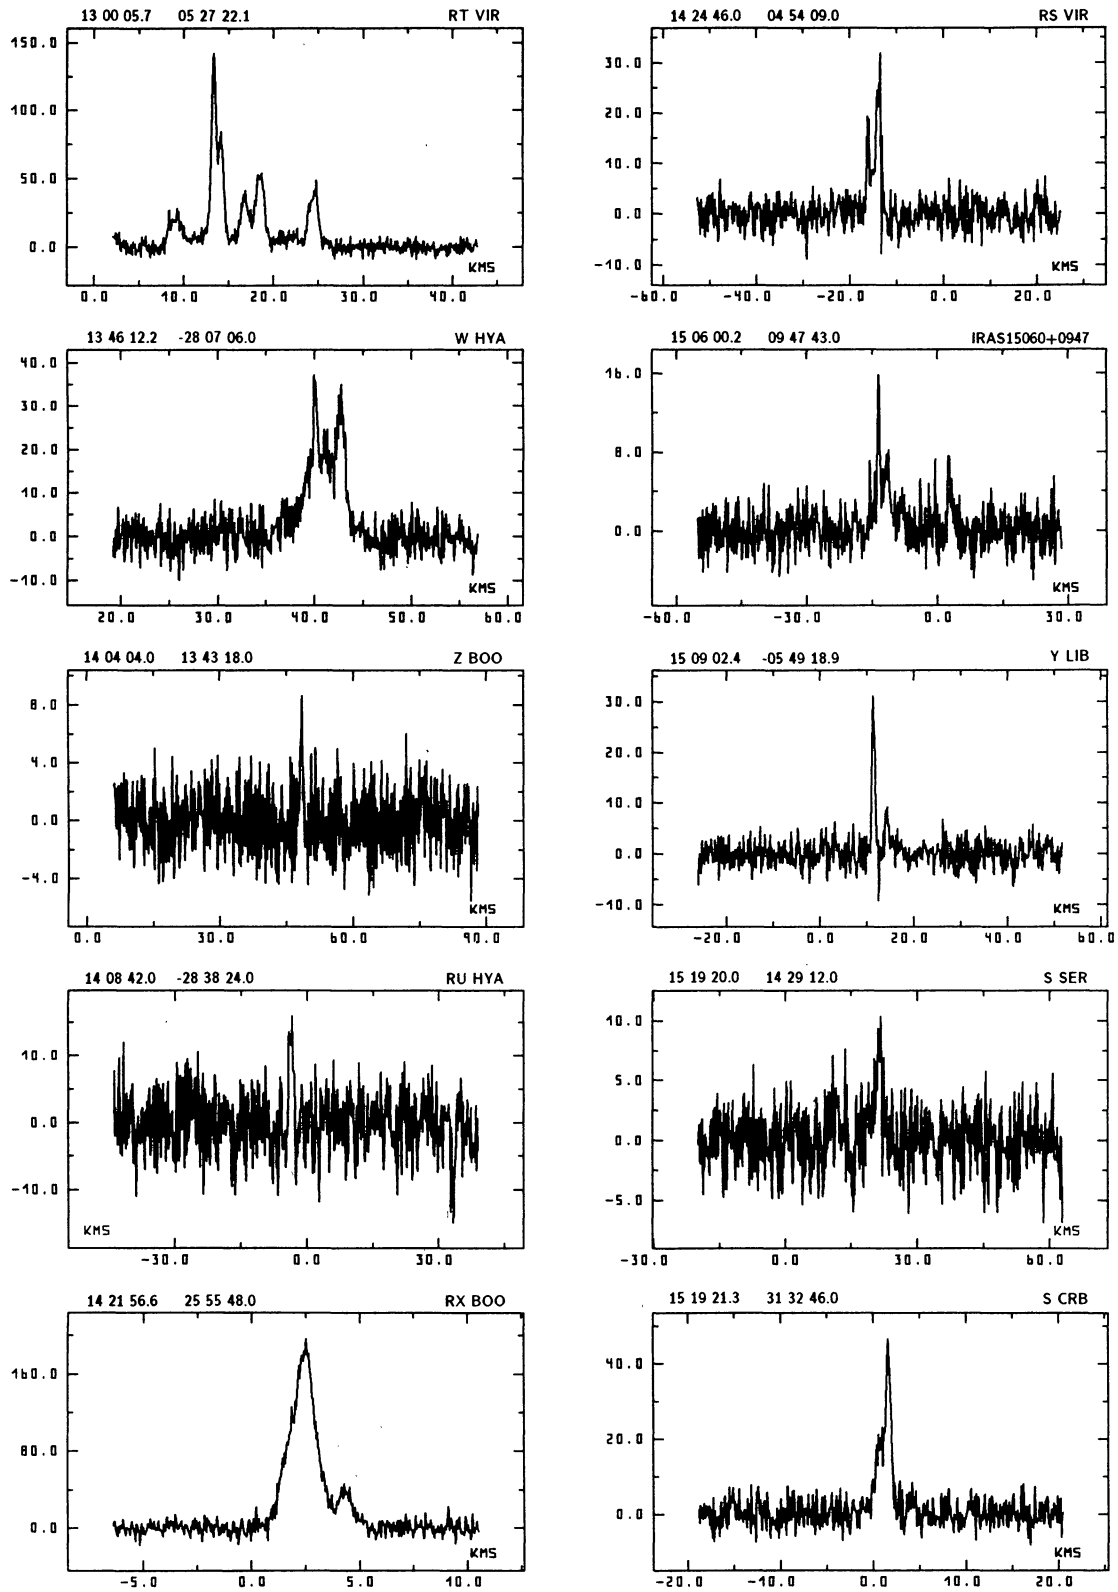 13 00 05.7 05 27 22.1 RT VIR
150.0
100.0
50.0
0.0
KMS
0.0 10.0 20.0 30.0 40.0
14 24 46.0 04 54 09.0 RS VIR
30.0
20.0
10.0
0.0
-10.0
KMS
-60.0 -40.0 -20.0 0.0 20.0
13 46 12.2 -28 07 06.0 W HYA
40.0
30.0
20.0
10.0
0.0
-10.0
KMS
20.0 30.0 40.0 50.0 60.0
15 06 00.2 09 47 43.0 IRAS15060+0947
16.0
8.0
0.0
KMS
-60.0 -30.0 0.0 30.0
14 04 04.0 13 43 18.0 Z BOO
8.0
4.0
0.0
-4.0
KMS
0.0 30.0 60.0 90.0
15 09 02.4 -05 49 18.9 Y LIB
30.0
20.0
10.0
0.0
-10.0
KMS
-20.0 0.0 20.0 40.0 60.0
14 08 42.0 -28 38 24.0 RU HYA
10.0
0.0
-10.0
KMS
-30.0 0.0 30.0
15 19 20.0 14 29 12.0 S SER
10.0
5.0
0.0
-5.0
KMS
-30.0 0.0 30.0 60.0
14 21 56.6 25 55 48.0 RX BOO
160.0
80.0
0.0
KMS
-5.0 0.0 5.0 10.0
15 19 21.3 31 32 46.0 S CRB
40.0
20.0
0.0
KMS
-20.0 -10.0 0.0 10.0 20.0